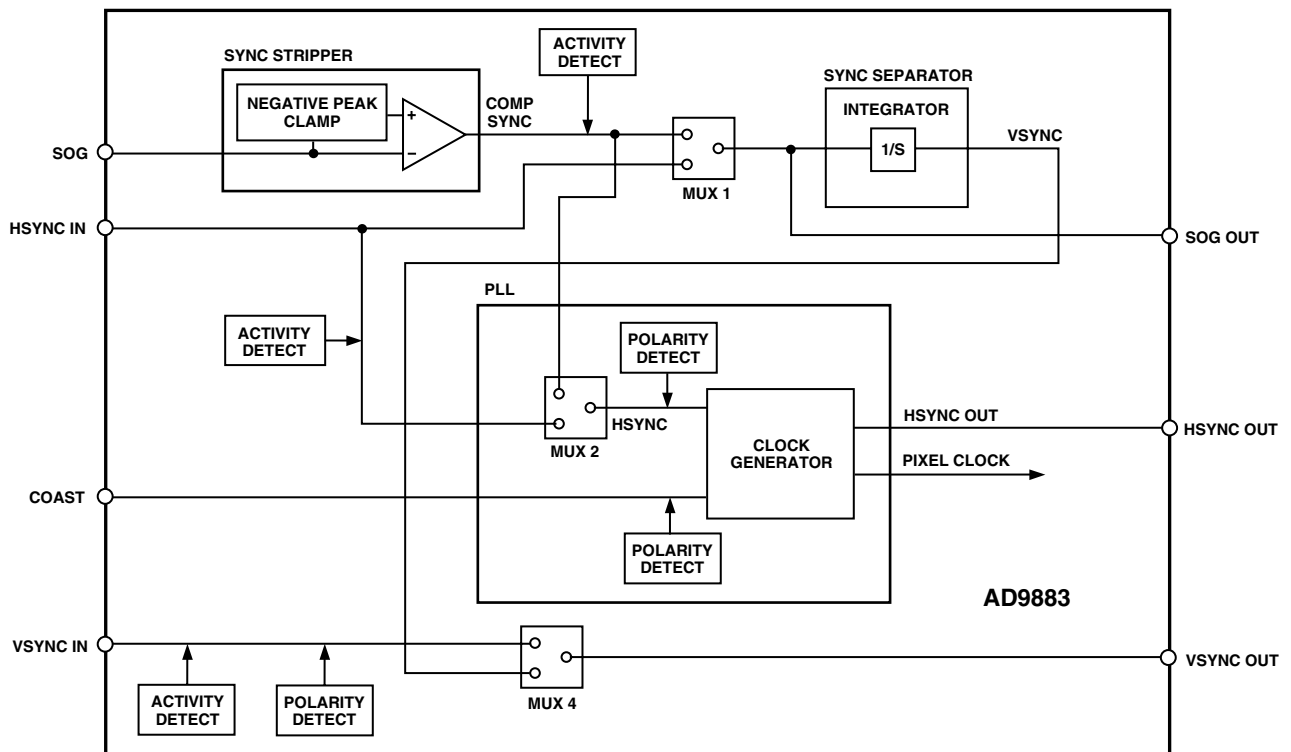 ACTIVITY
DETECT
SYNC STRIPPER
SYNC SEPARATOR
NEGATIVE PEAK
CLAMP
+
−
COMP
SYNC
INTEGRATOR
1/S
VSYNC
SOG
MUX 1
HSYNC IN
SOG OUT
PLL
ACTIVITY
DETECT
POLARITY
DETECT
HSYNC
MUX 2
CLOCK
GENERATOR
HSYNC OUT
HSYNC OUT
PIXEL CLOCK
COAST
POLARITY
DETECT
AD9883
VSYNC IN
VSYNC OUT
ACTIVITY
DETECT
POLARITY
DETECT
MUX 4